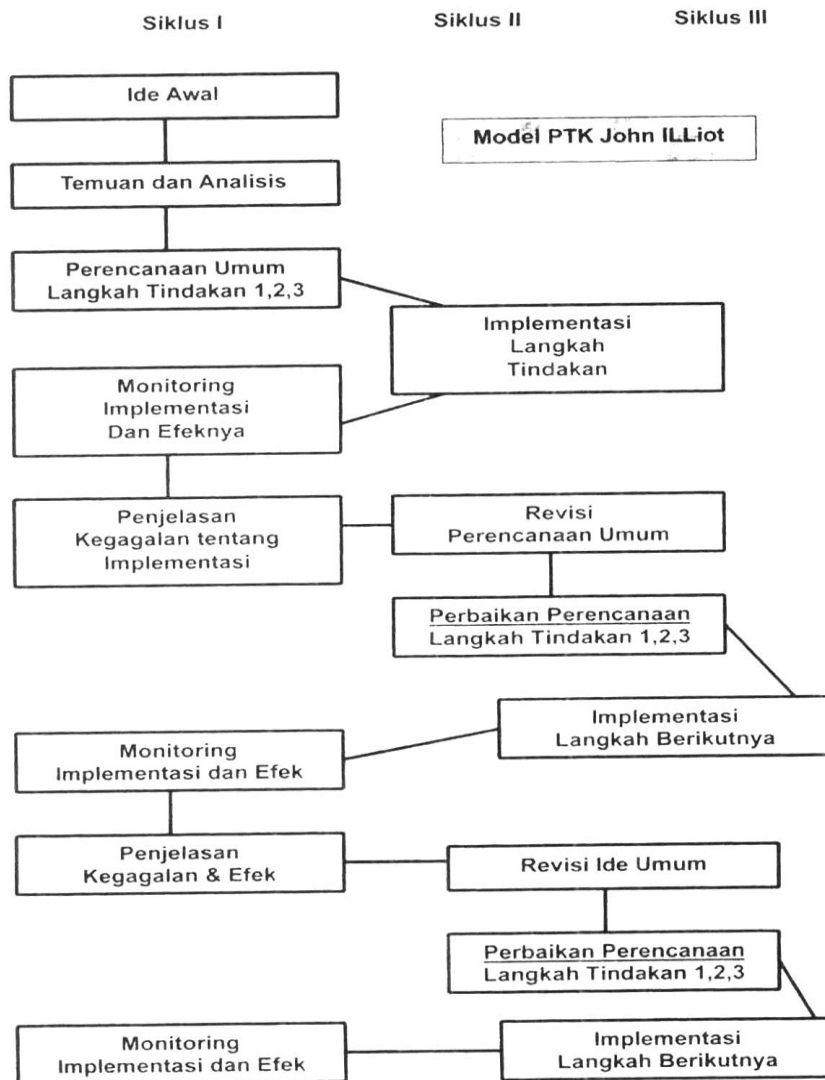 Siklus I
Siklus II
Siklus III
Ide Awal
Model PTK John ILLiot
Temuan dan Analisis
Perencanaan Umum
Langkah Tindakan 1,2,3
Implementasi
Langkah
Tindakan
Monitoring
Implementasi
Dan Efeknya
Penjelasan
Kegagalan tentang
Implementasi
Revisi
Perencanaan Umum
Perbaikan Perencanaan
Langkah Tindakan 1,2,3
Implementasi
Langkah Berikutnya
Monitoring
Implementasi dan Efek
Penjelasan
Kegagalan & Efek
Revisi Ide Umum
Perbaikan Perencanaan
Langkah Tindakan 1,2,3
Monitoring
Implementasi dan Efek
Implementasi
Langkah Berikutnya